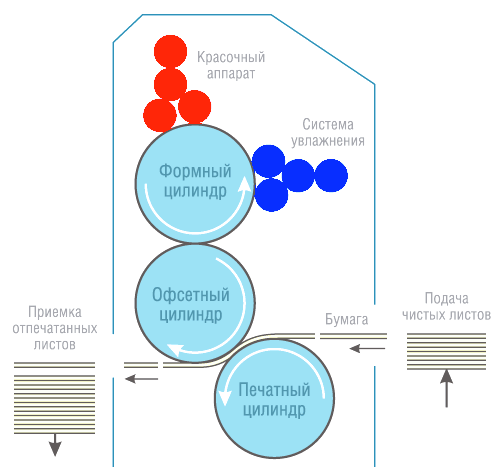 Красочный
аппарат
Система
увлажнения
Формный
цилиндр
Офсетный
цилиндр
Приемка
отпечатанных
листов
Бумага
Подача
чистых листов
Печатный
цилиндр